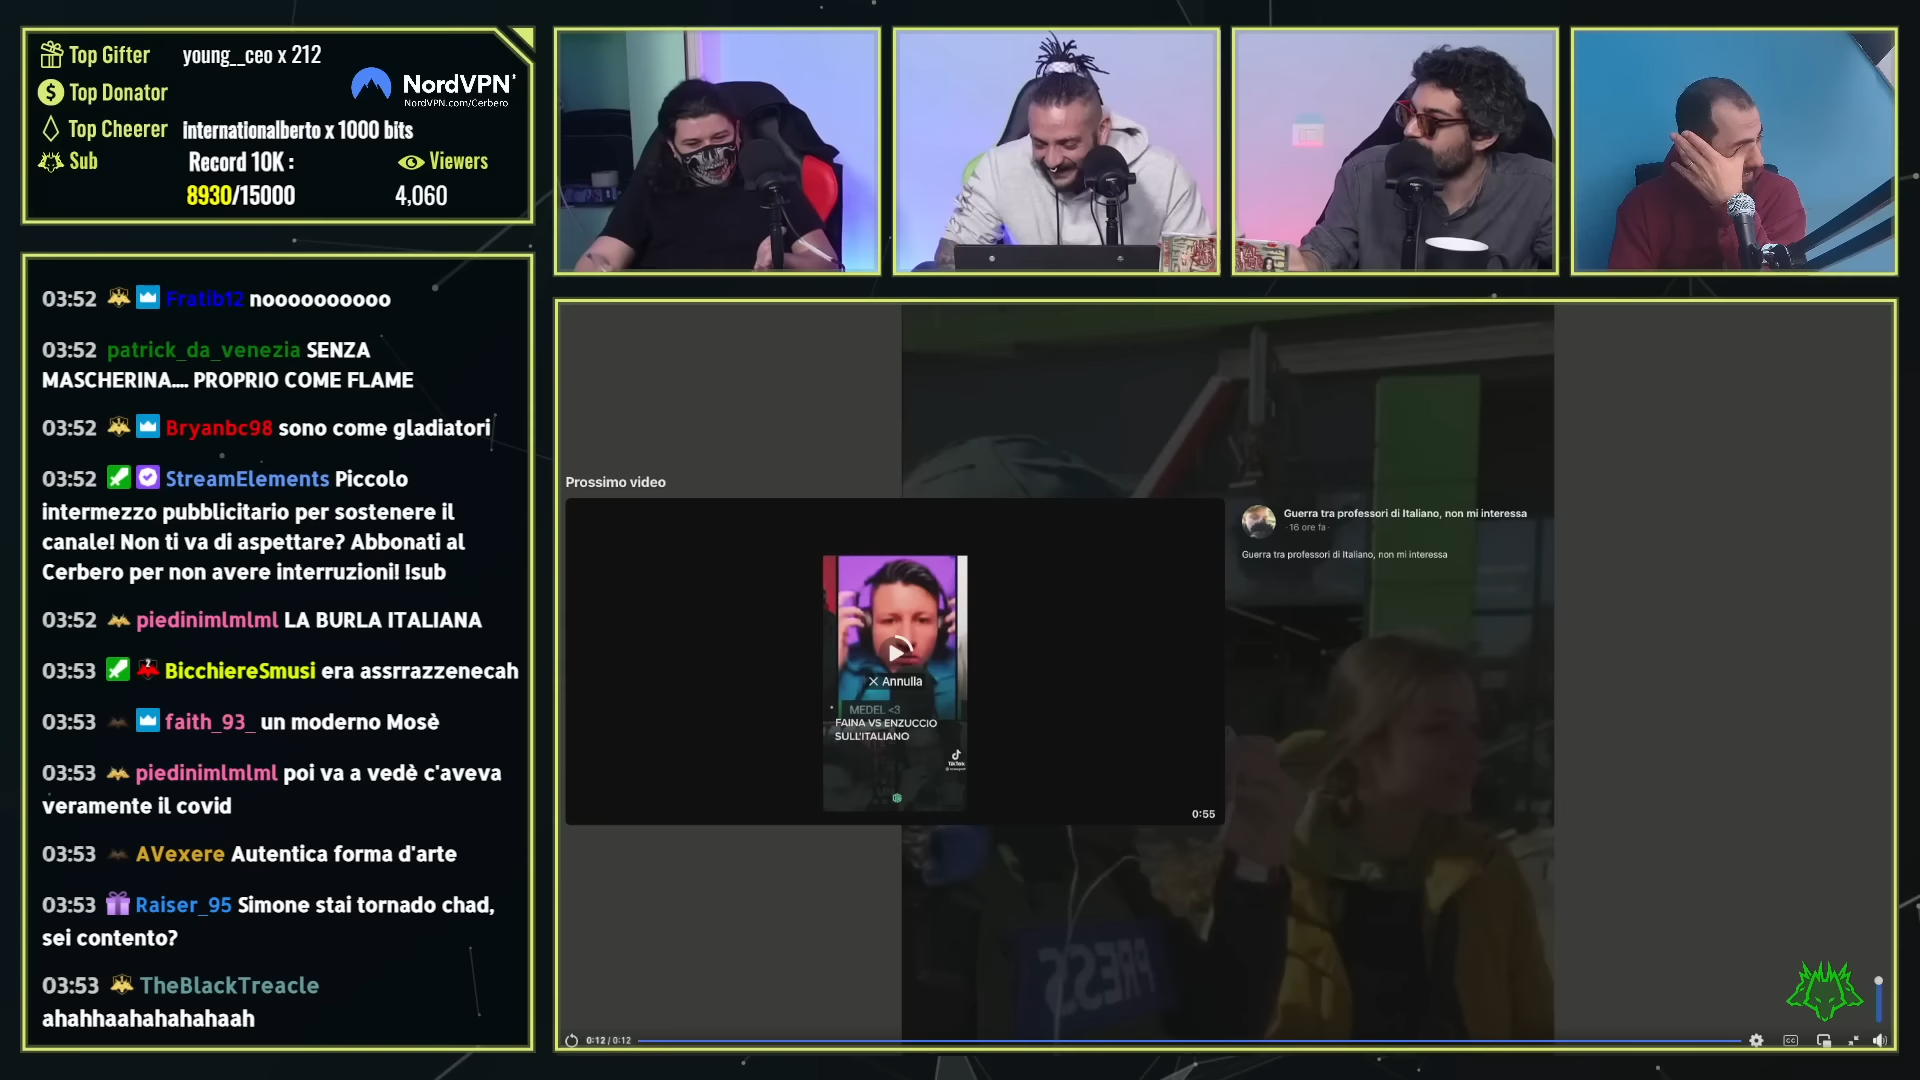 Top Gifter young__ceo x 212
Top Donator
NordVPN
NordVPN.com/Cerbero
Top Cheerer internationalberto x 1000 bits
Sub Record 10K : Viewers
8930/15000 4,060
03:52 Fratib12 noooooooooo
03:52 patrick_da_venezia SENZA
MASCHERINA.... PROPRIO COME FLAME
03:52 Bryanbc98 sono come gladiatori
03:52 StreamElements Piccolo
intermezzo pubblicitario per sostenere il
canale! Non ti va di aspettare? Abbonati al
Cerbero per non avere interruzioni! !sub
03:52 piedinimlmlml LA BURLA ITALIANA
03:53 BicchiereSmusi era assrrazzenecah
03:53 faith_93_ un moderno Mosè
03:53 piedinimlmlml poi va a vedè c'aveva
veramente il covid
03:53 AVexere Autentica forma d'arte
03:53 Raiser_95 Simone stai tornado chad,
sei contento?
03:53 TheBlackTreacle
ahahhaahahahahaah
Prossimo video
Annulla
MEDEL <3
FAINA VS ENZUCCIO
SULL'ITALIANO
TikTok
0:55
Guerra tra professori di Italiano, non mi interessa
· 16 ore fa ·
Guerra tra professori di Italiano, non mi interessa
PRESS
0:12 / 0:12
CC